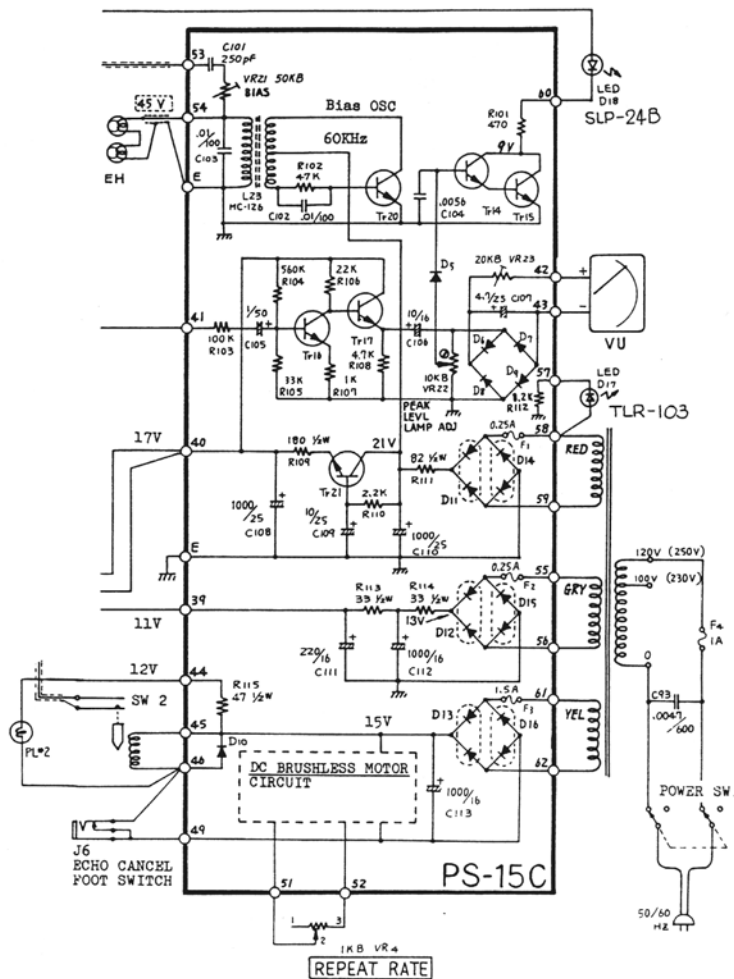 53
C101
250pF
VR21 50KB
BIAS
54
45 V
Bias OSC
60KHz
.01
/100
C103
R102
47K
EH
E
L23
MC-126
C102
.01/100
Tr20
.0056
C104
Tr14
Tr15
9V
R101
470
60
LED
D18
SLP-24B
D5
20KB VR23
42
+
4.7/25 C107
43
-
VU
41
100K
R103
1/50
C105
560K
R104
22K
R106
Tr16
Tr17
4.7K
R108
33K
R105
1K
R107
10/16
C106
10KB
VR22
PEAK
LEVL
LAMP ADJ
D6
D7
D8
D9
57
8.2K
R112
LED
D17
TLR-103
17V
40
180 ½W
R109
21V
Tr21
2.2K
R110
82 ½W
R111
0.25A
F1
58
RED
D14
D11
59
1000
/25
C108
10/25
C109
1000
/25
C110
E
39
11V
R113
33 ½W
R114
33 ½W
13V
0.25A
F2
55
GRY
D15
D12
56
220/16
C111
1000/16
C112
120V (250V)
100V (230V)
0
F4
1A
C93
.0047
/600
POWER SW.
50/60
HZ
12V
44
R115
47 ½W
SW 2
PL#2
45
15V
D10
46
1.5A
F3
61
D13
D16
YEL
62
DC BRUSHLESS MOTOR
CIRCUIT
1000
/16
C113
49
J6
ECHO CANCEL
FOOT SWITCH
PS-15C
51
52
1
3
2
1KB VR4
REPEAT RATE